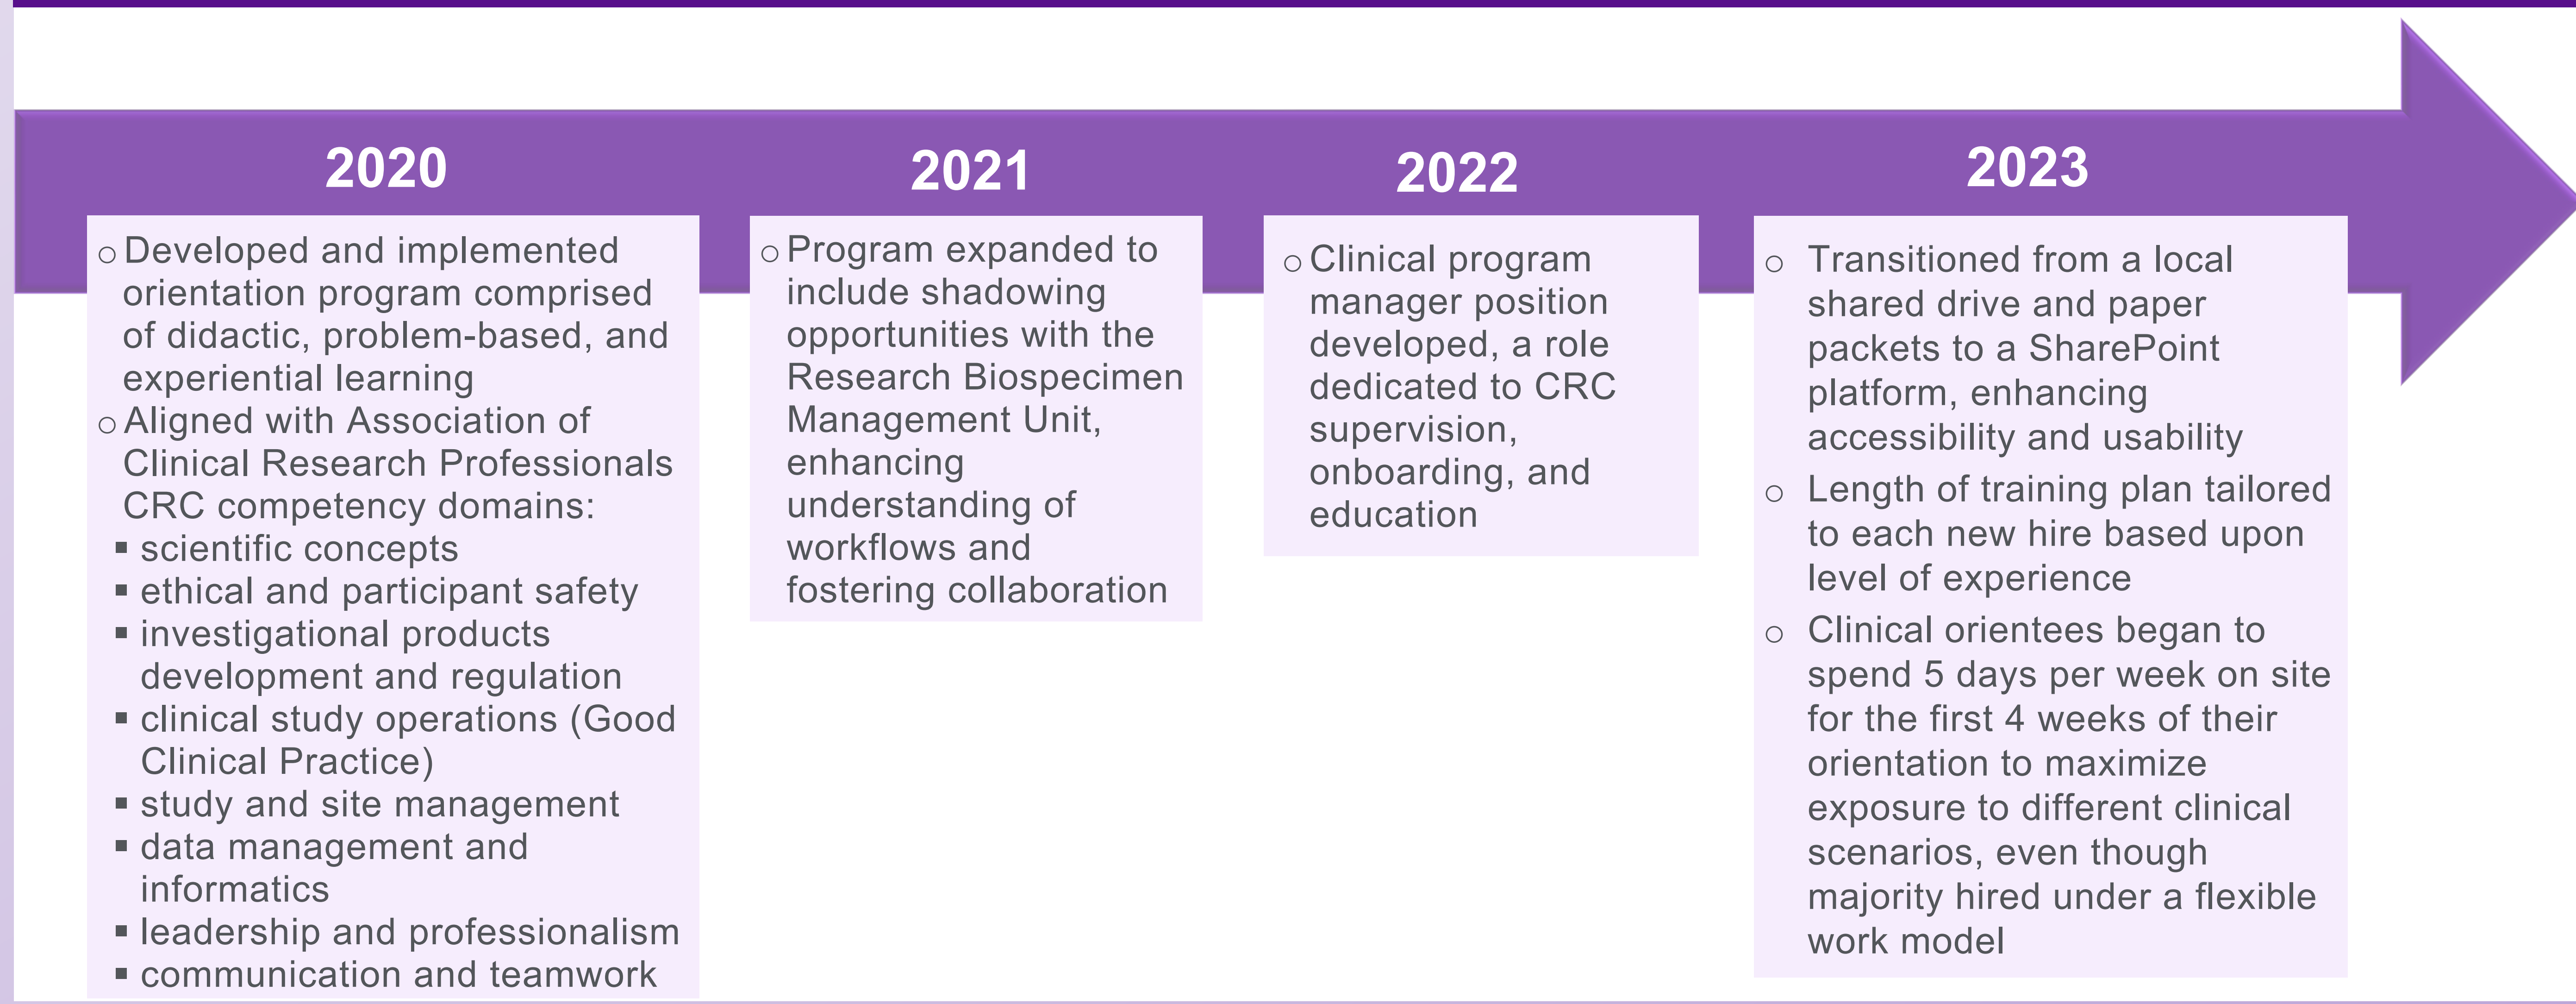 2020
○ Developed and implemented
orientation program comprised
of didactic, problem-based, and
experiential learning
○ Aligned with Association of
Clinical Research Professionals
CRC competency domains:
▪ scientific concepts
▪ ethical and participant safety
▪ investigational products
development and regulation
▪ clinical study operations (Good
Clinical Practice)
▪ study and site management
▪ data management and
informatics
▪ leadership and professionalism
▪ communication and teamwork
2021
○ Program expanded to
include shadowing
opportunities with the
Research Biospecimen
Management Unit,
enhancing
understanding of
workflows and
fostering collaboration
2022
○ Clinical program
manager position
developed, a role
dedicated to CRC
supervision,
onboarding, and
education
2023
○ Transitioned from a local
shared drive and paper
packets to a SharePoint
platform, enhancing
accessibility and usability
○ Length of training plan tailored
to each new hire based upon
level of experience
○ Clinical orientees began to
spend 5 days per week on site
for the first 4 weeks of their
orientation to maximize
exposure to different clinical
scenarios, even though
majority hired under a flexible
work model